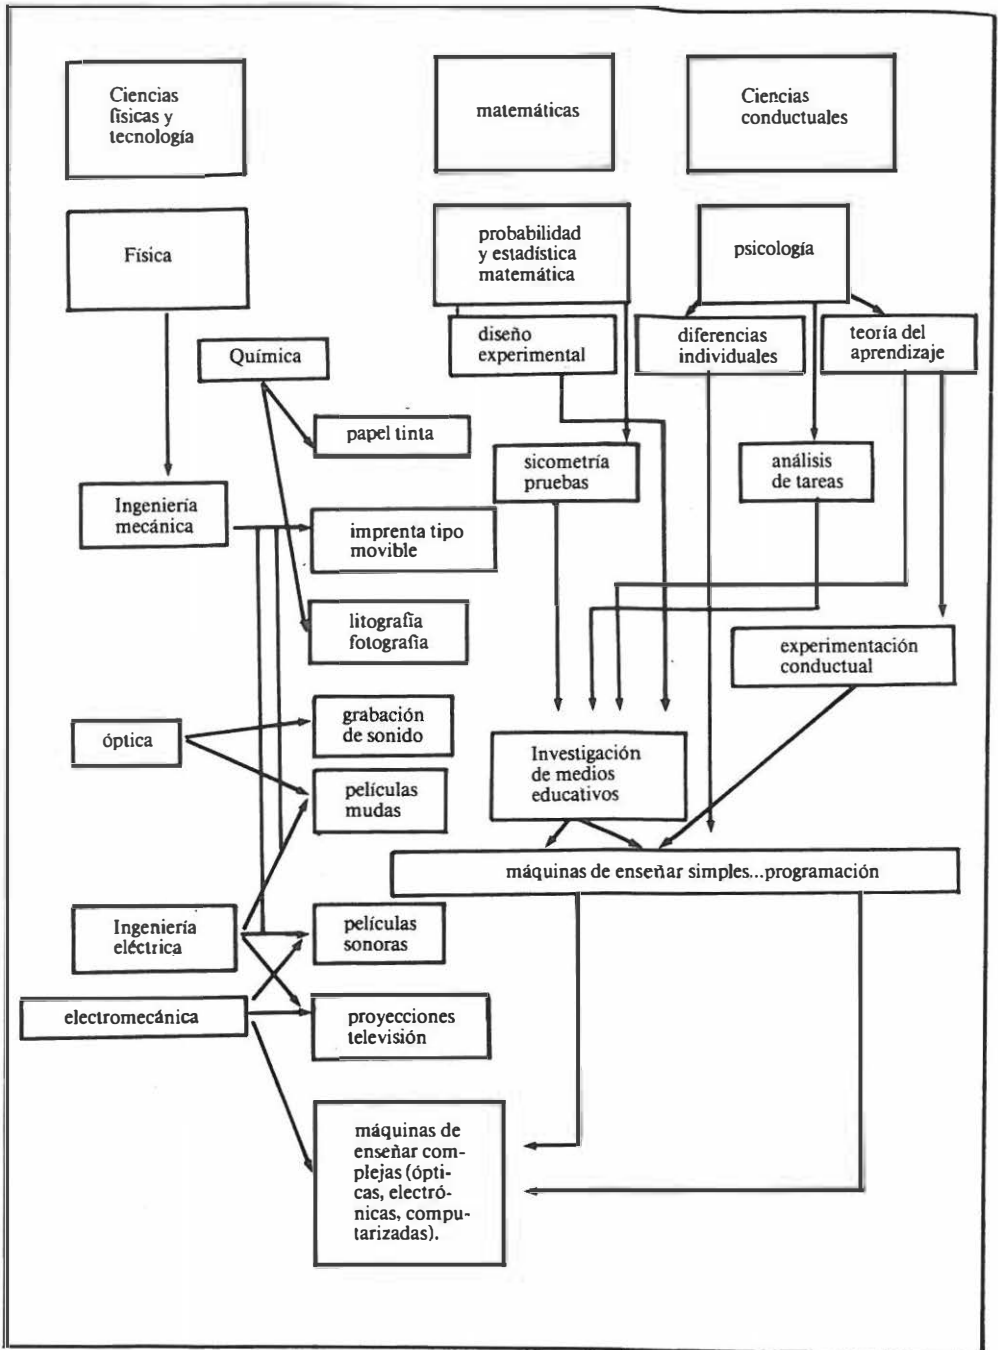 Ciencias
físicas y
tecnología
matemáticas
Ciencias
conductuales
Física
probabilidad
y estadística
matemática
psicología
diseño
experimental
diferencias
individuales
teoría del
aprendizaje
Química
papel tinta
sicometría
pruebas
análisis
de tareas
Ingeniería
mecánica
imprenta tipo
movible
litografía
fotografía
experimentación
conductual
grabación
de sonido
óptica
Investigación
de medios
educativos
películas
mudas
máquinas de enseñar simples...programación
Ingeniería
eléctrica
películas
sonoras
electromecánica
proyecciones
televisión
máquinas de
enseñar com-
plejas (ópti-
cas, electró-
nicas, compu-
tarizadas).